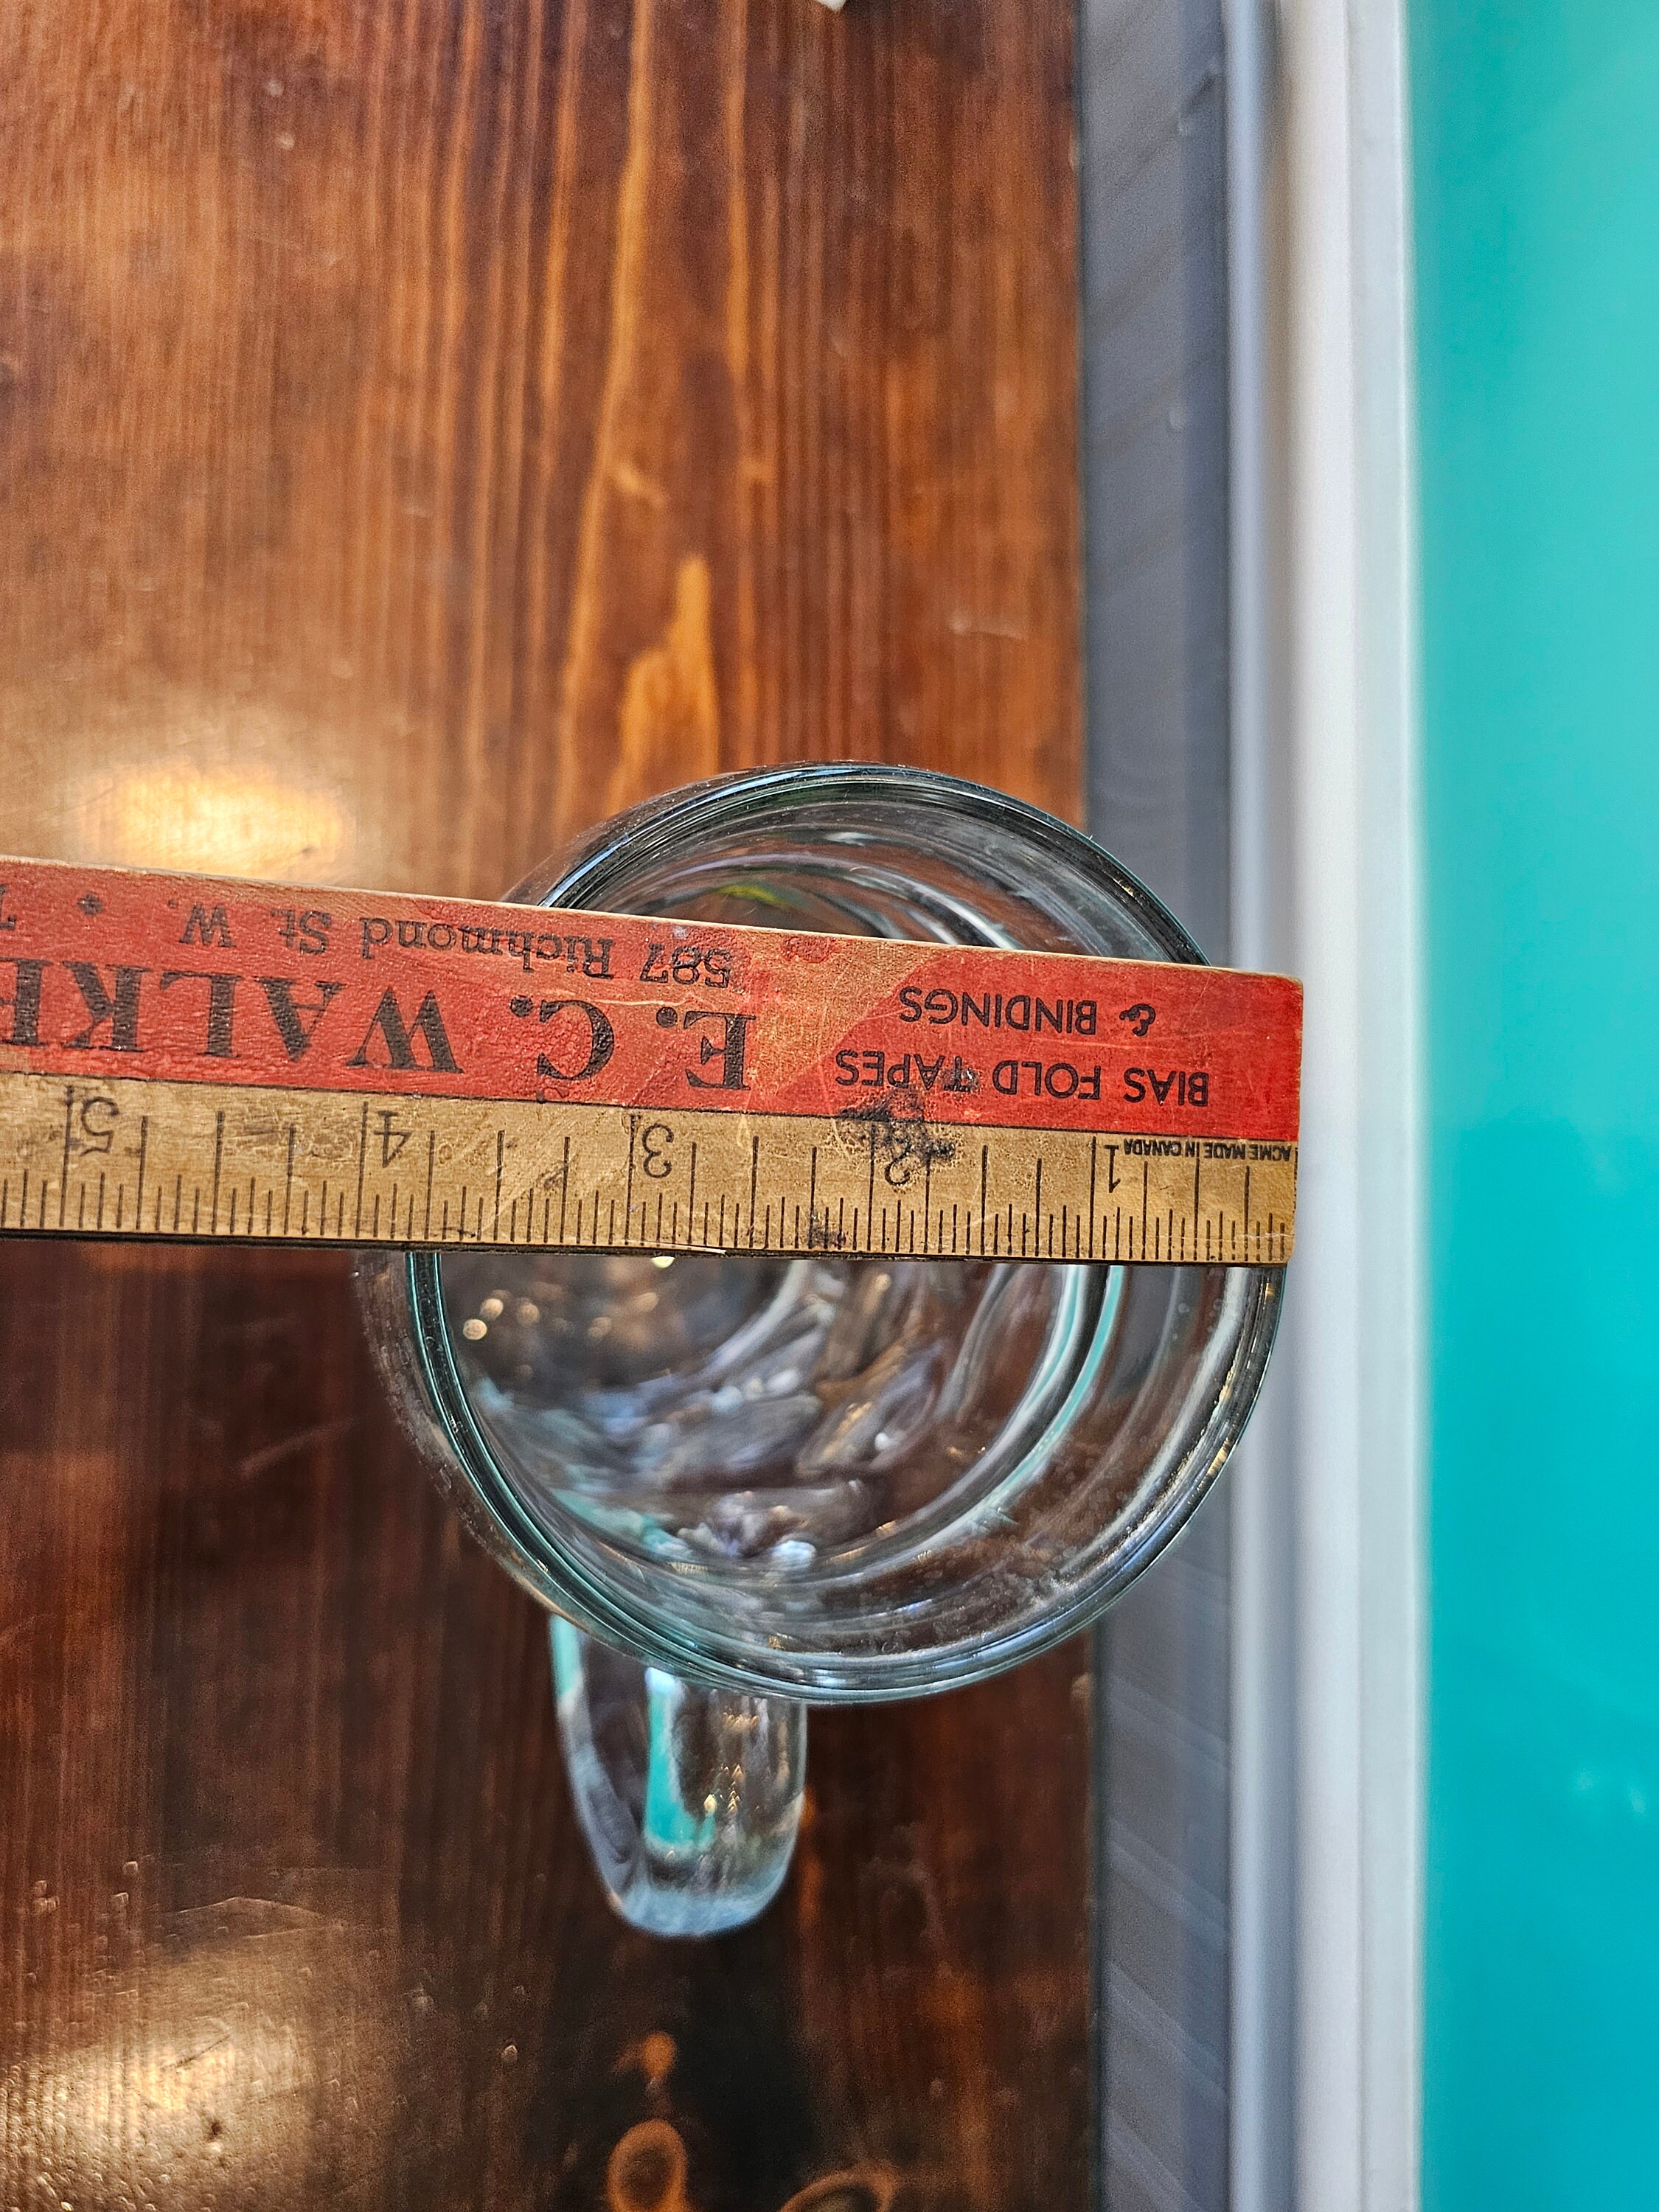 ACME MADE IN CANADA
1 2 3 4 5
BIAS FOLD TAPES
& BINDINGS
E. C. WALK
587 Richmond St. W. •